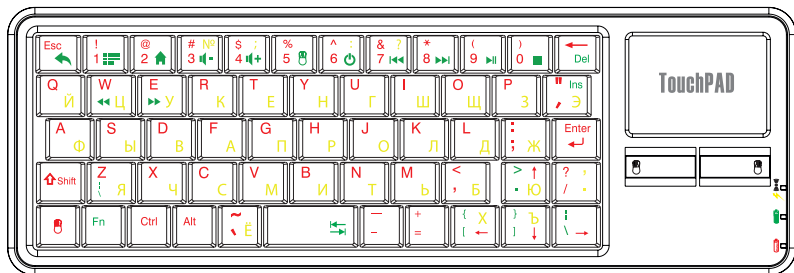 Esc ! 1 @ 2 # № 3 - $ ; 4 + % 5 ^ : 6 & ? 7 * 8 ( 9 ) 0 Del
Q Й W Ц E У R К T Е Y Н U Г I Ш O Щ P З " Ins , Э
TouchPAD
A Ф S Ы D В F А G П H Р J О K Л L Д : ; Ж Enter
Shift Z ¦ \ Я X Ч C С V М B И N Т M Ь < , Б > . Ю ? / .
Fn Ctrl Alt ~ ` Ё — - + = { Х [ } Ъ ] ¦ \